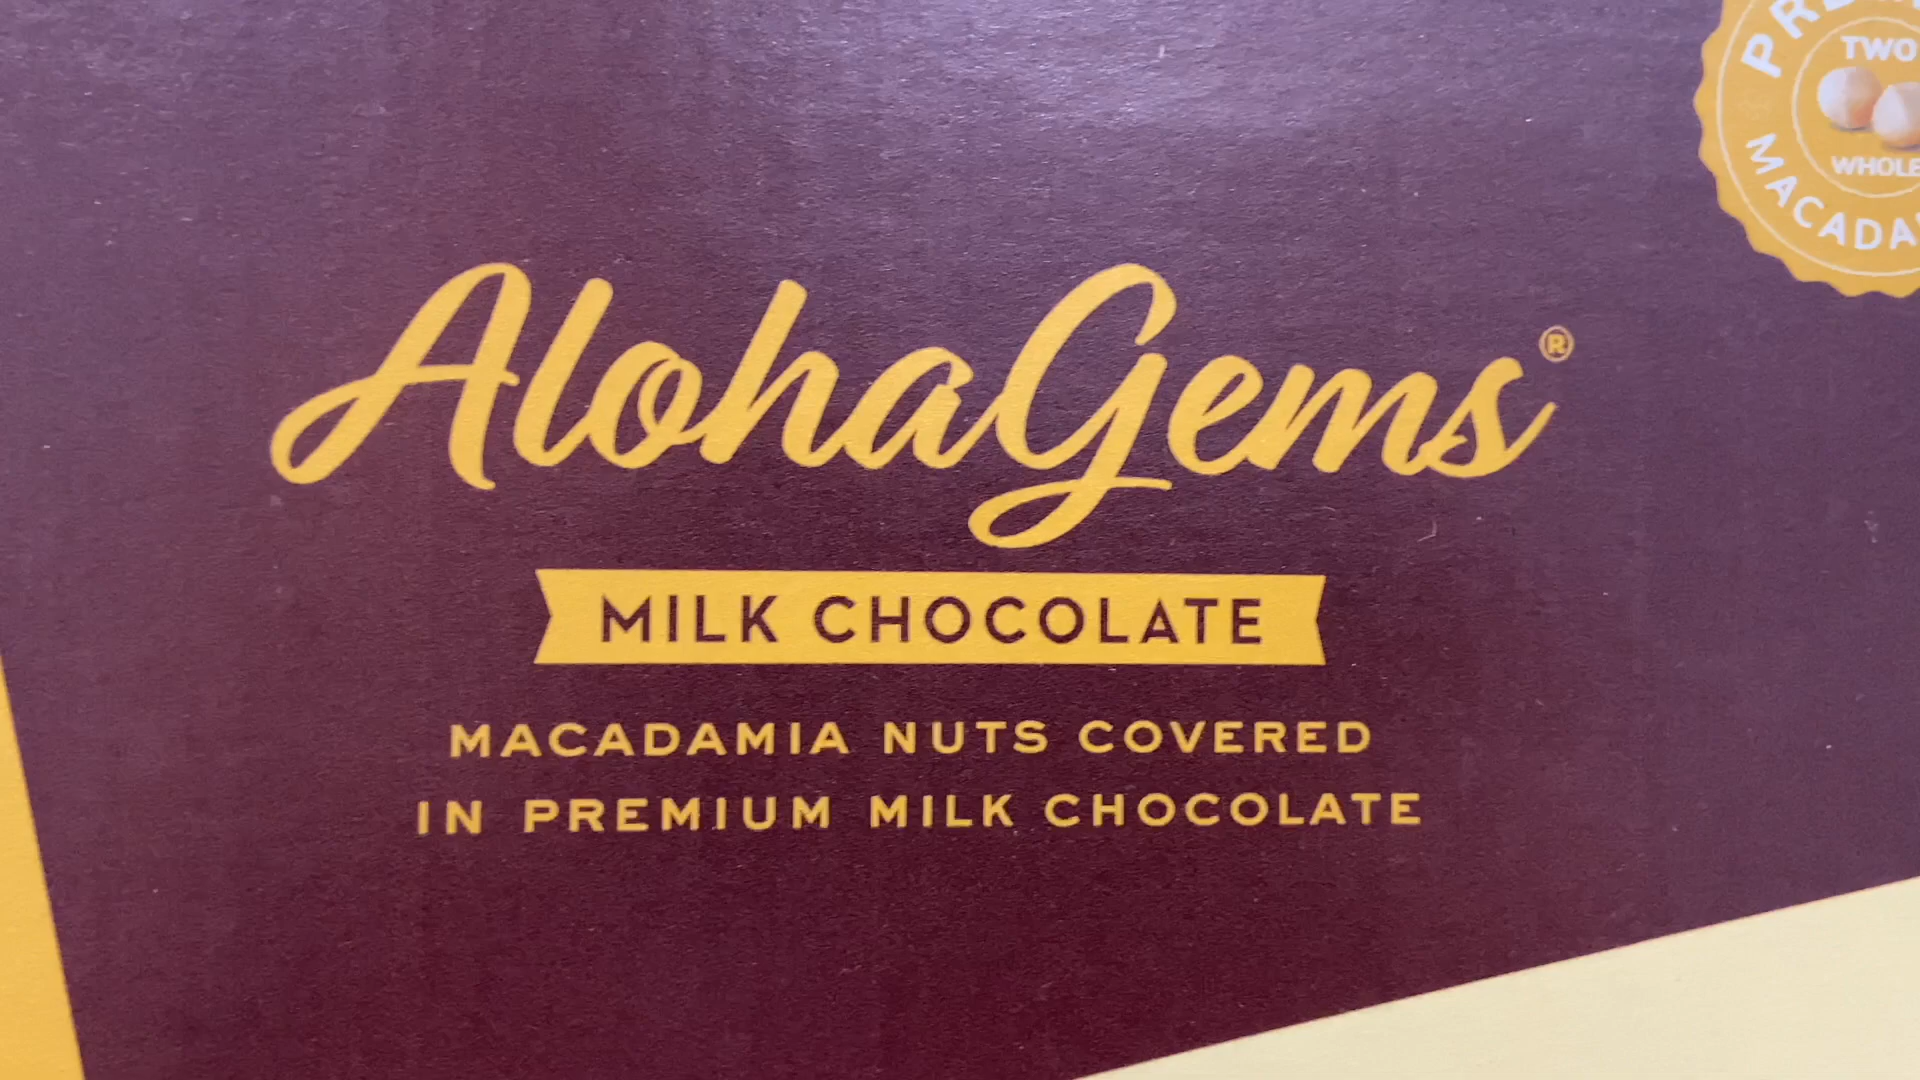 TWO
WHOLE
AlohaGems®
MILK CHOCOLATE
MACADAMIA NUTS COVERED
IN PREMIUM MILK CHOCOLATE